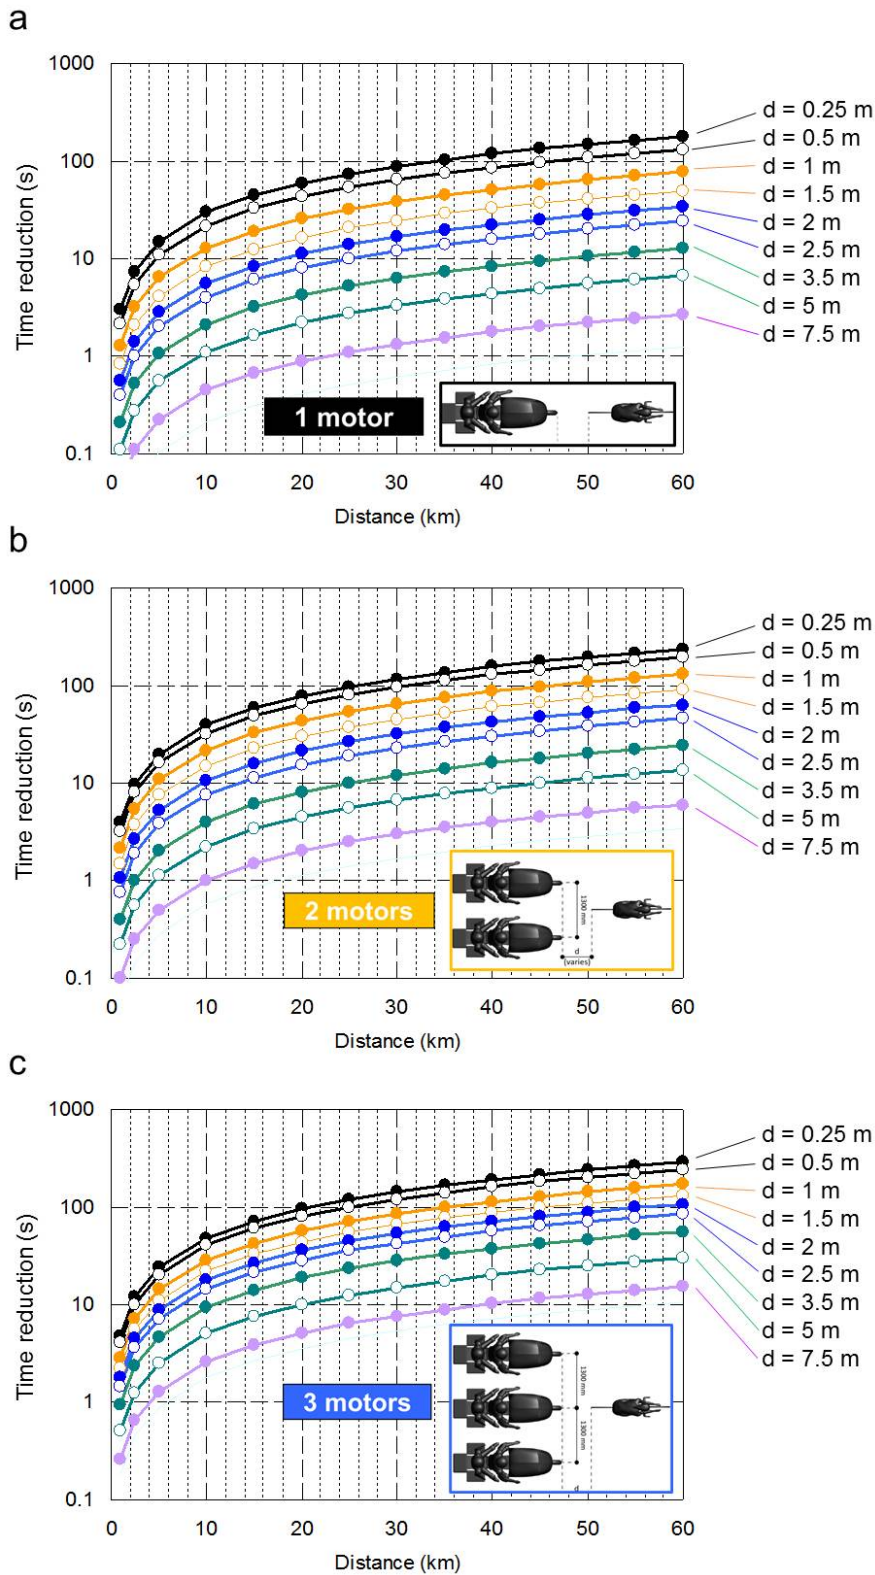 a
1000
100
10
1
0.1
Time reduction (s)
0 10 20 30 40 50 60
Distance (km)
d = 0.25 m
d = 0.5 m
d = 1 m
d = 1.5 m
d = 2 m
d = 2.5 m
d = 3.5 m
d = 5 m
d = 7.5 m
1 motor
b
1000
100
10
1
0.1
Time reduction (s)
0 10 20 30 40 50 60
Distance (km)
d = 0.25 m
d = 0.5 m
d = 1 m
d = 1.5 m
d = 2 m
d = 2.5 m
d = 3.5 m
d = 5 m
d = 7.5 m
2 motors
1300 mm
d
(varies)
c
1000
100
10
1
0.1
Time reduction (s)
0 10 20 30 40 50 60
Distance (km)
d = 0.25 m
d = 0.5 m
d = 1 m
d = 1.5 m
d = 2 m
d = 2.5 m
d = 3.5 m
d = 5 m
d = 7.5 m
3 motors
1300 mm
1300 mm
d